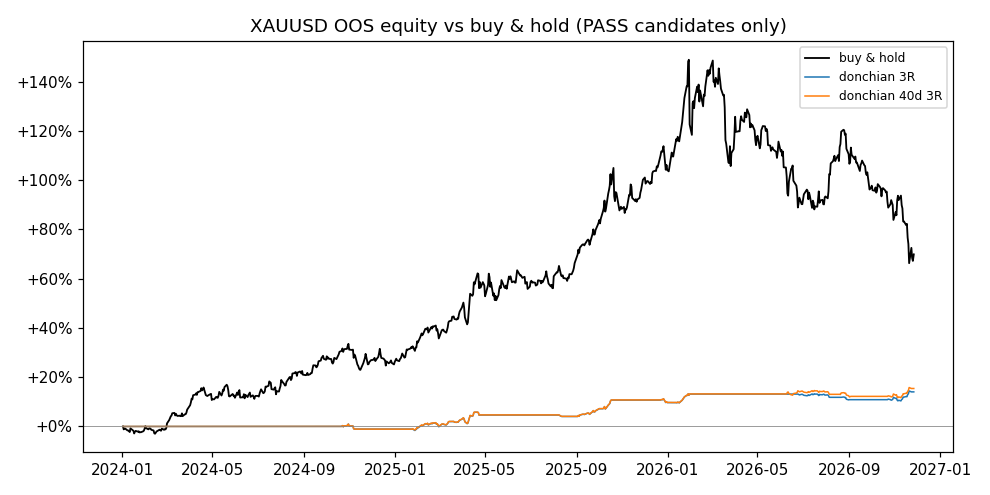 XAUUSD OOS equity vs buy & hold (PASS candidates only)
buy & hold
donchian 3R
donchian 40d 3R
+140%
+120%
+100%
+80%
+60%
+40%
+20%
+0%
2024-01 2024-05 2024-09 2025-01 2025-05 2025-09 2026-01 2026-05 2026-09 2027-01